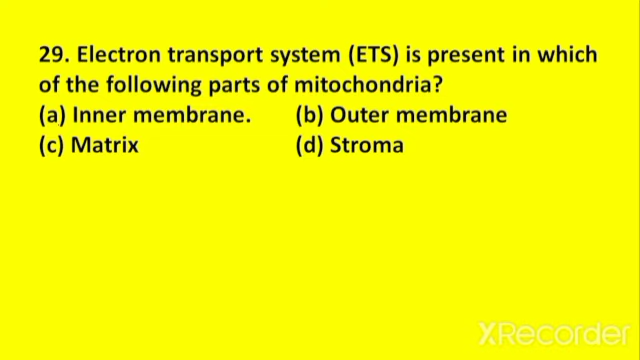 29. Electron transport system (ETS) is present in which
of the following parts of mitochondria?
(a) Inner membrane. (b) Outer membrane
(c) Matrix (d) Stroma
XRecorder